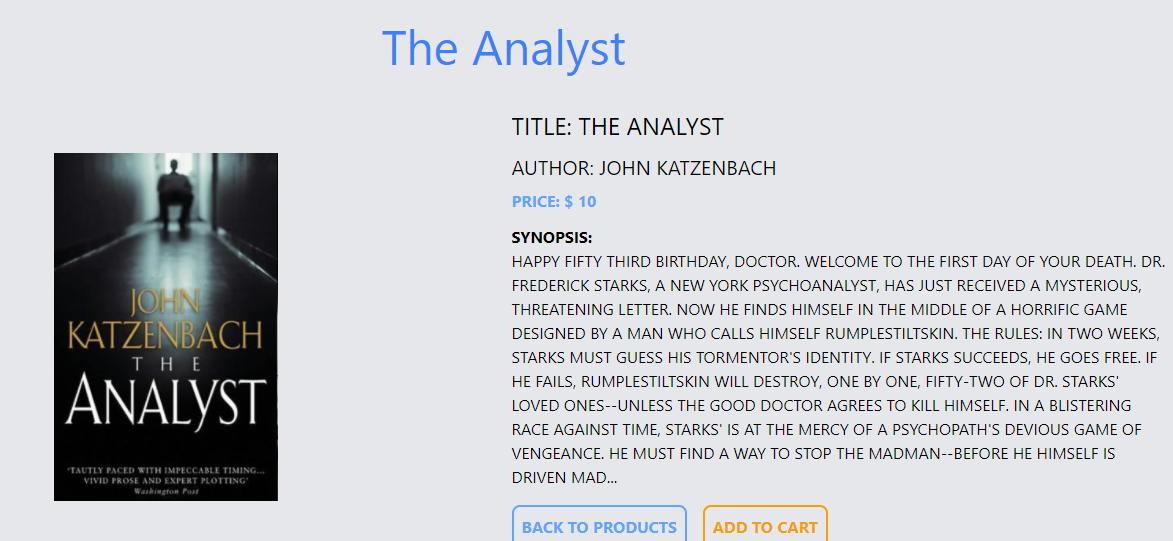 The Analyst
TITLE: THE ANALYST
AUTHOR: JOHN KATZENBACH
PRICE: $ 10
SYNOPSIS:
HAPPY FIFTY THIRD BIRTHDAY, DOCTOR. WELCOME TO THE FIRST DAY OF YOUR DEATH. DR.
FREDERICK STARKS, A NEW YORK PSYCHOANALYST, HAS JUST RECEIVED A MYSTERIOUS,
THREATENING LETTER. NOW HE FINDS HIMSELF IN THE MIDDLE OF A HORRIFIC GAME
DESIGNED BY A MAN WHO CALLS HIMSELF RUMPLESTILTSKIN. THE RULES: IN TWO WEEKS,
STARKS MUST GUESS HIS TORMENTOR'S IDENTITY. IF STARKS SUCCEEDS, HE GOES FREE. IF
HE FAILS, RUMPLESTILTSKIN WILL DESTROY, ONE BY ONE, FIFTY-TWO OF DR. STARKS'
LOVED ONES--UNLESS THE GOOD DOCTOR AGREES TO KILL HIMSELF. IN A BLISTERING
RACE AGAINST TIME, STARKS' IS AT THE MERCY OF A PSYCHOPATH'S DEVIOUS GAME OF
VENGEANCE. HE MUST FIND A WAY TO STOP THE MADMAN--BEFORE HE HIMSELF IS
DRIVEN MAD...
BACK TO PRODUCTS
ADD TO CART
JOHN
KATZENBACH
THE
ANALYST
'TAUTLY PACED WITH IMPECCABLE TIMING...
VIVID PROSE AND EXPERT PLOTTING'
Washington Post